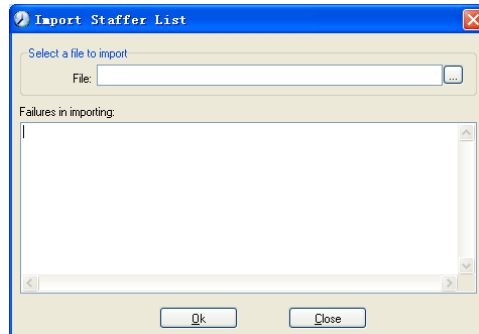 Import Staffer List
Select a file to import
File:
...
Failures in importing:
Ok
Close